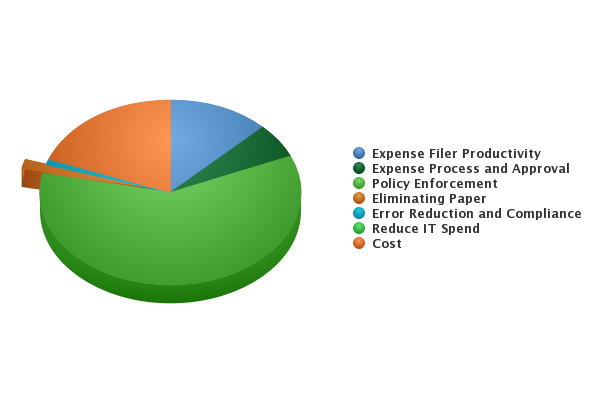 Expense Filer Productivity
Expense Process and Approval
Policy Enforcement
Eliminating Paper
Error Reduction and Compliance
Reduce IT Spend
Cost